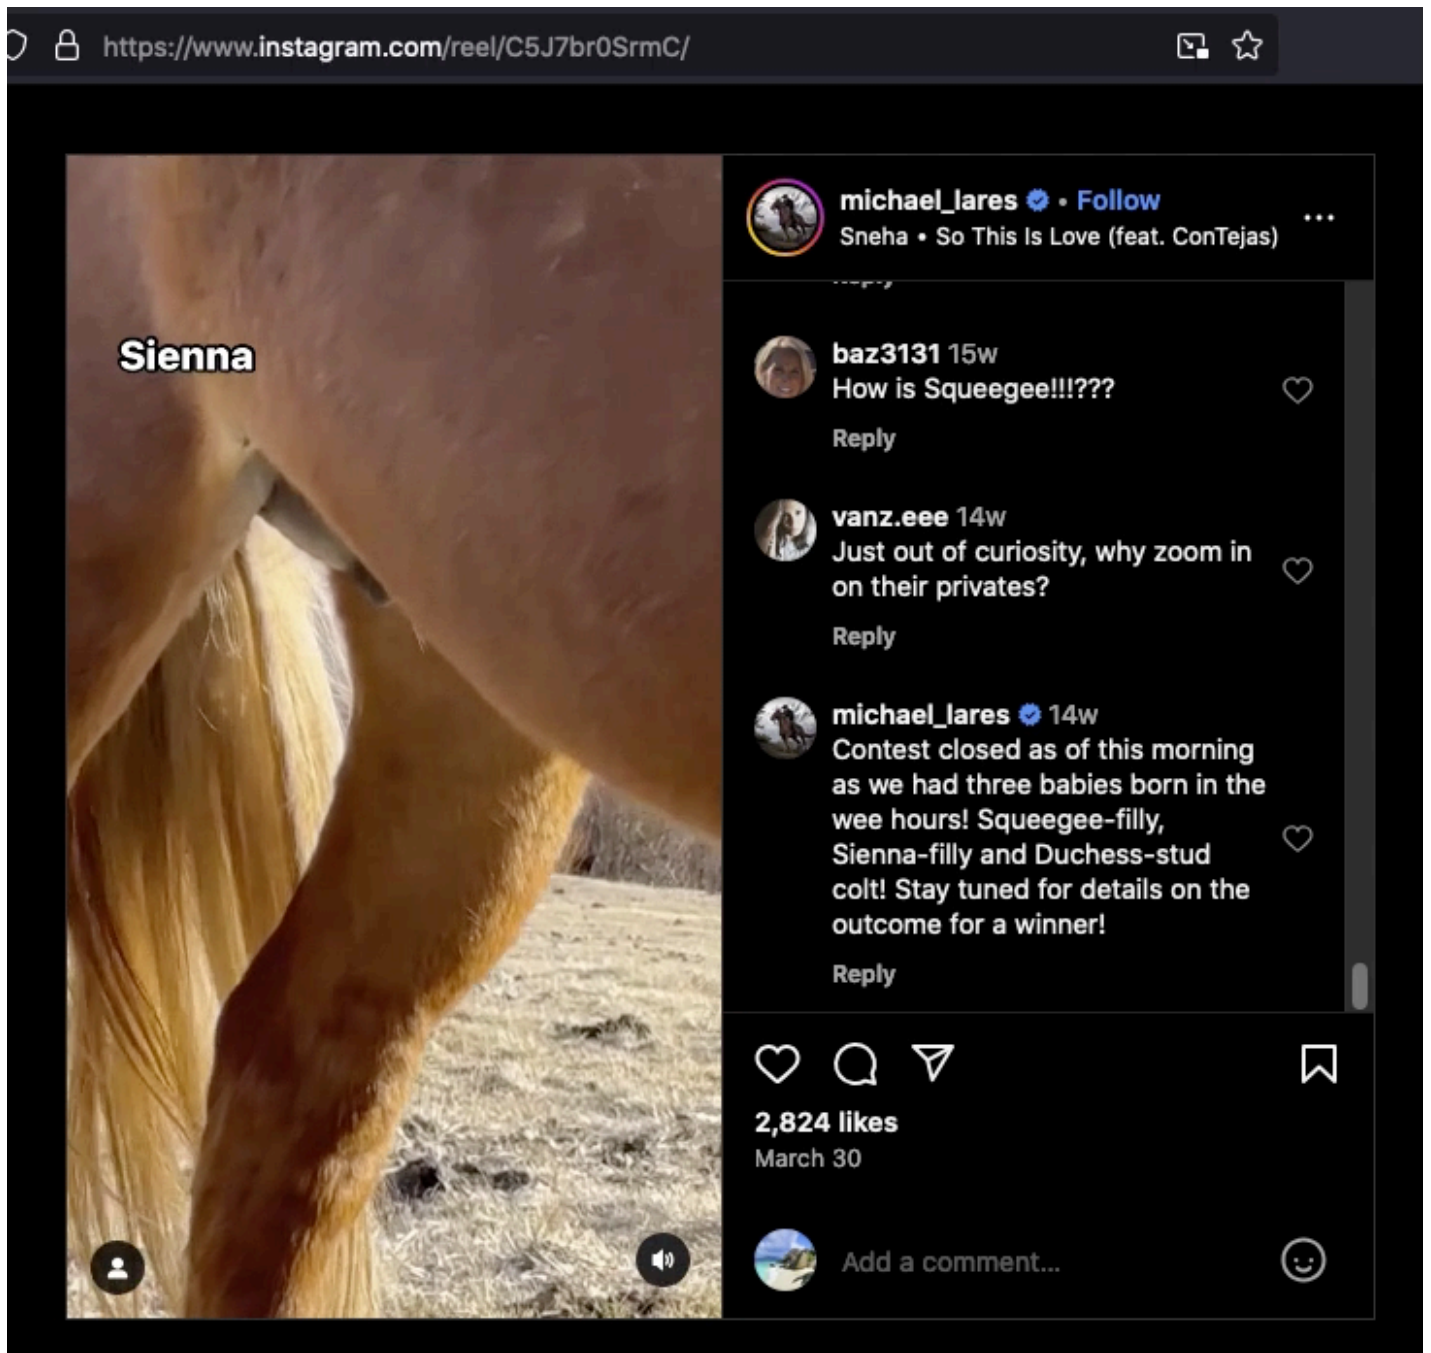 https://www.instagram.com/reel/C5J7br0SrmC/
Sienna
michael_lares • Follow
Sneha • So This Is Love (feat. ConTejas)
baz3131 15w
How is Squeegee!!!???
Reply
vanz.eee 14w
Just out of curiosity, why zoom in
on their privates?
Reply
michael_lares 14w
Contest closed as of this morning
as we had three babies born in the
wee hours! Squeegee-filly,
Sienna-filly and Duchess-stud
colt! Stay tuned for details on the
outcome for a winner!
Reply
2,824 likes
March 30
Add a comment...